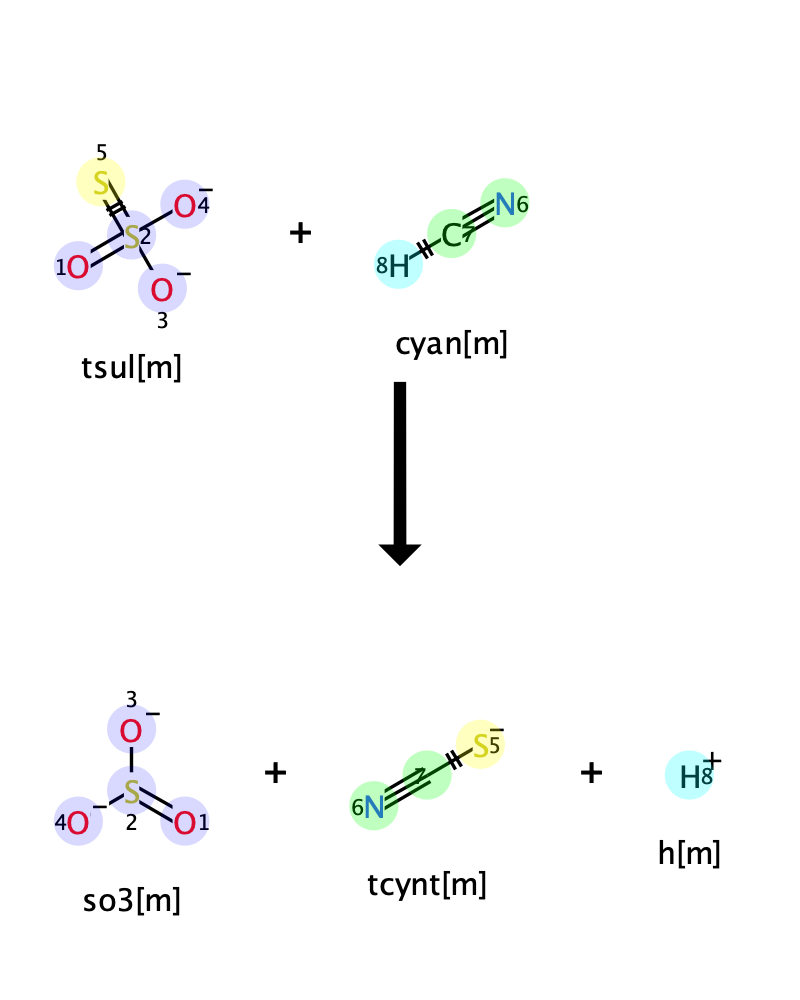 5
S
O4−
+
N6
S2
C7
1O
8H
O−
3
tsul[m]
cyan[m]
3
O−
S5−
+
+
+
7
H8
S
6N
4O−
2
O1
h[m]
tcynt[m]
so3[m]